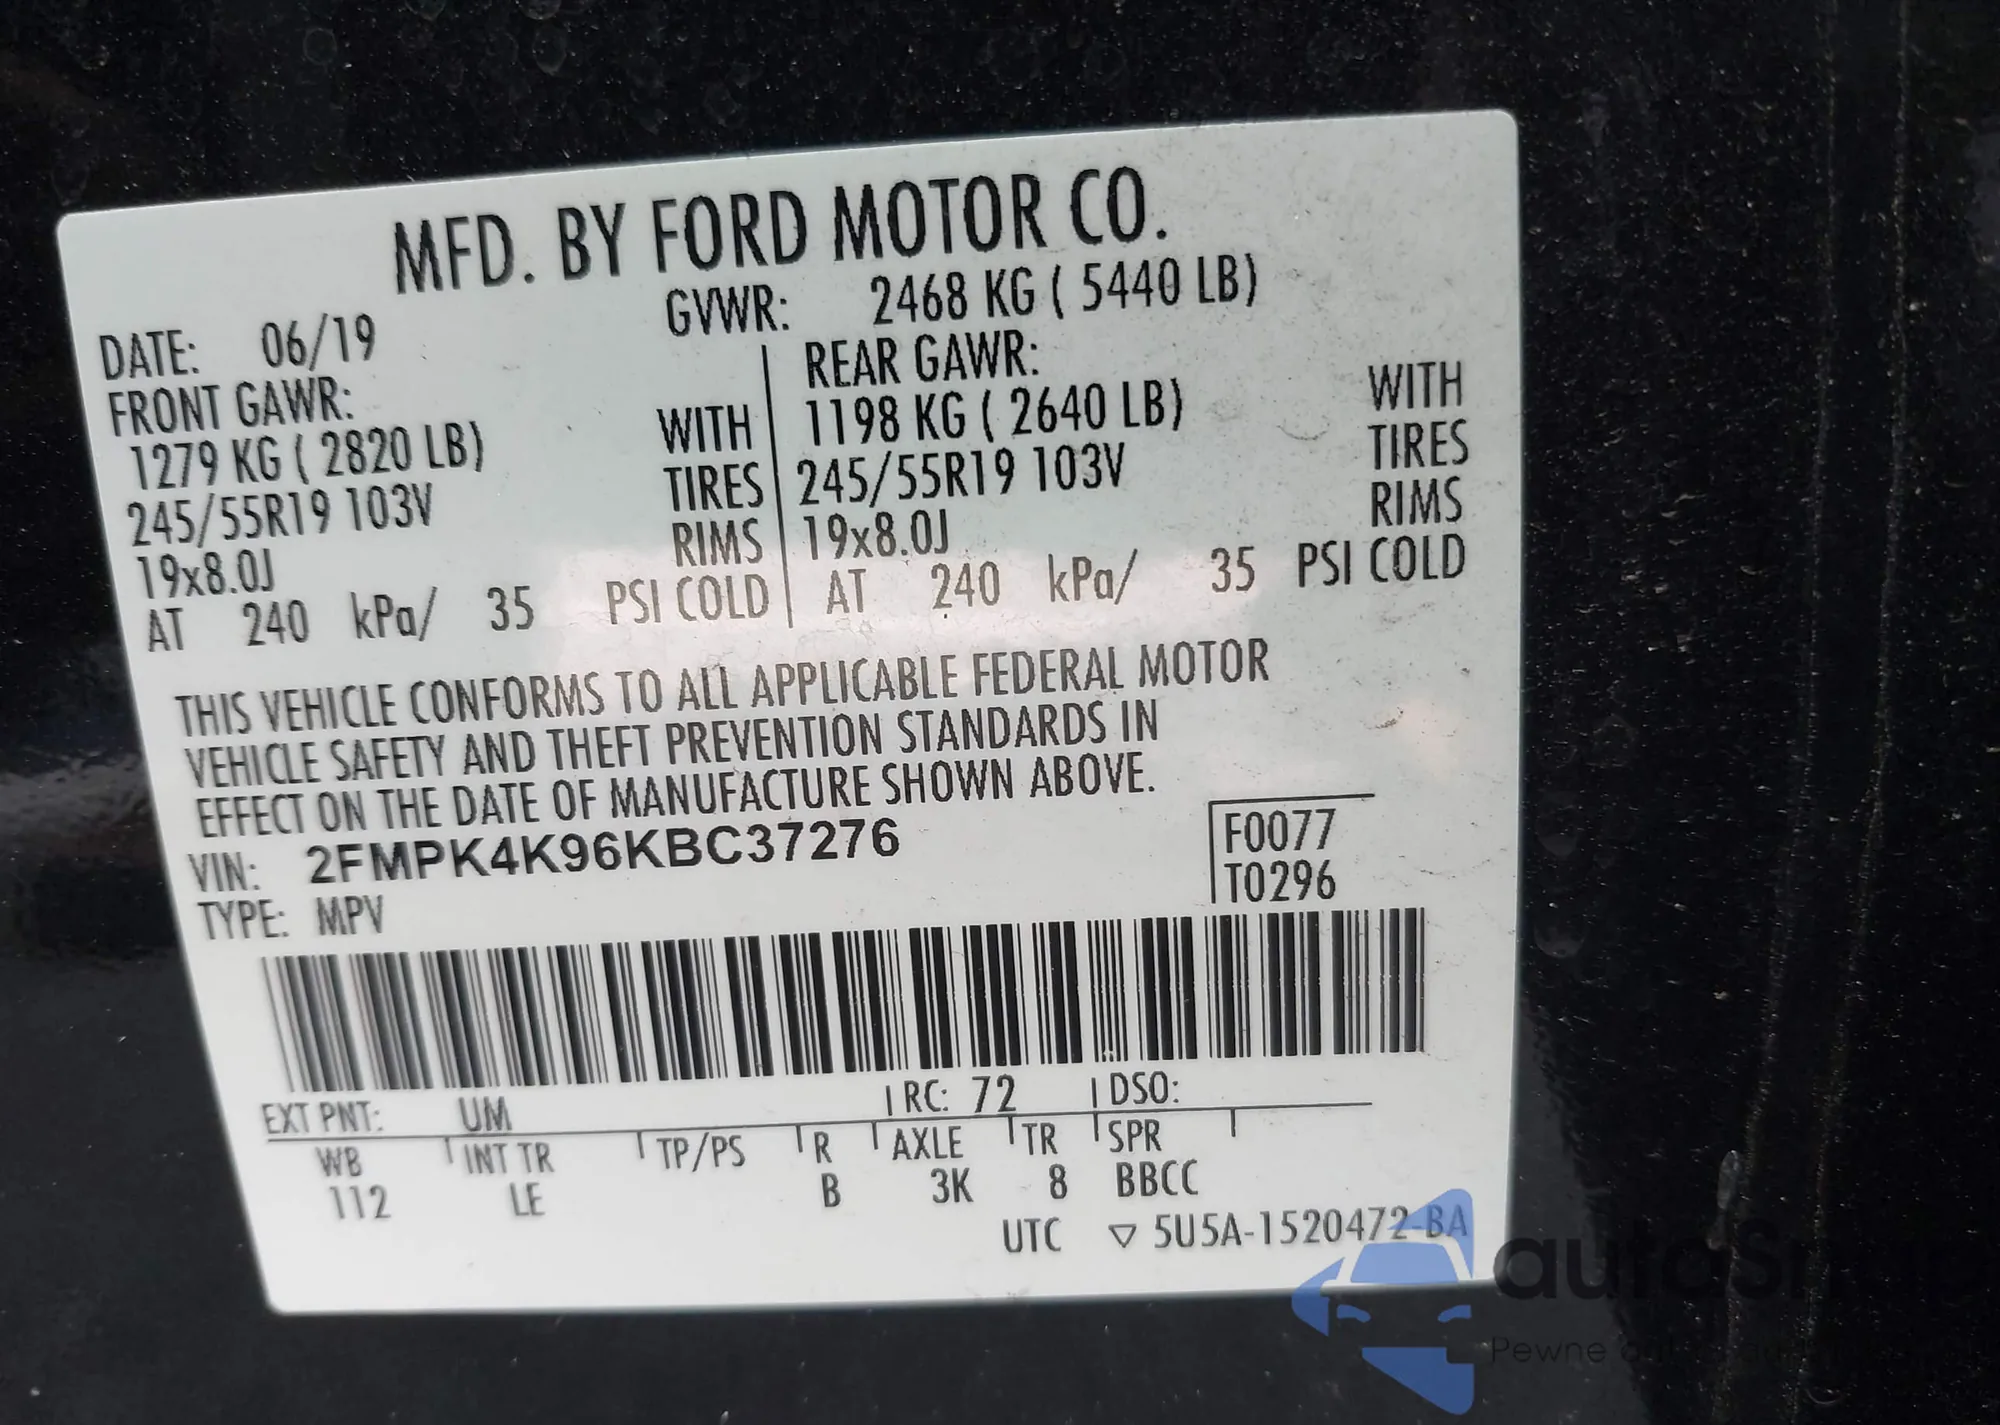 MFD. BY FORD MOTOR CO.
DATE: 06/19
GVWR: 2468 KG ( 5440 LB)
FRONT GAWR:
1279 KG ( 2820 LB) WITH
245/55R19 103V TIRES
19x8.0J RIMS
AT 240 kPa/ 35 PSI COLD
REAR GAWR:
1198 KG ( 2640 LB) WITH
245/55R19 103V TIRES
19x8.0J RIMS
AT 240 kPa/ 35 PSI COLD
THIS VEHICLE CONFORMS TO ALL APPLICABLE FEDERAL MOTOR
VEHICLE SAFETY AND THEFT PREVENTION STANDARDS IN
EFFECT ON THE DATE OF MANUFACTURE SHOWN ABOVE.
VIN: 2FMPK4K96KBC37276
TYPE: MPV
F0077
T0296
EXT PNT: UM RC: 72 DSO:
WB INT TR TP/PS R AXLE TR SPR
112 LE B 3K 8 BBCC
UTC ▽ 5U5A-1520472-BA
Pewne